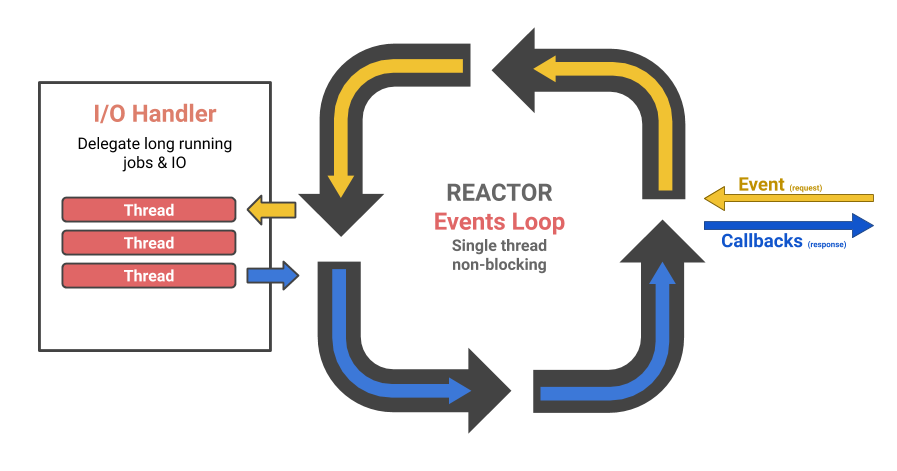 I/O Handler
Delegate long running
jobs & IO
Thread
Thread
Thread
REACTOR
Events Loop
Single thread
non-blocking
Event (request)
Callbacks (response)